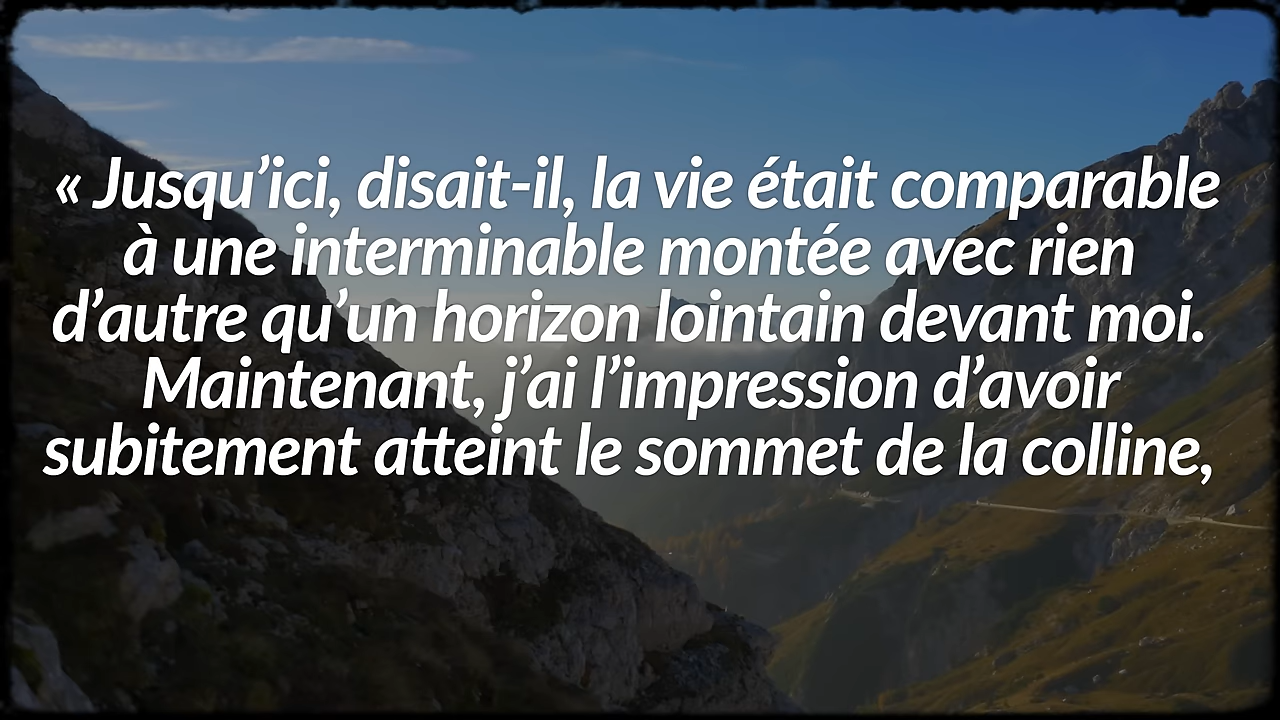 « Jusqu’ici, disait-il, la vie était comparable
à une interminable montée avec rien
d’autre qu’un horizon lointain devant moi.
Maintenant, j’ai l’impression d’avoir
subitement atteint le sommet de la colline,